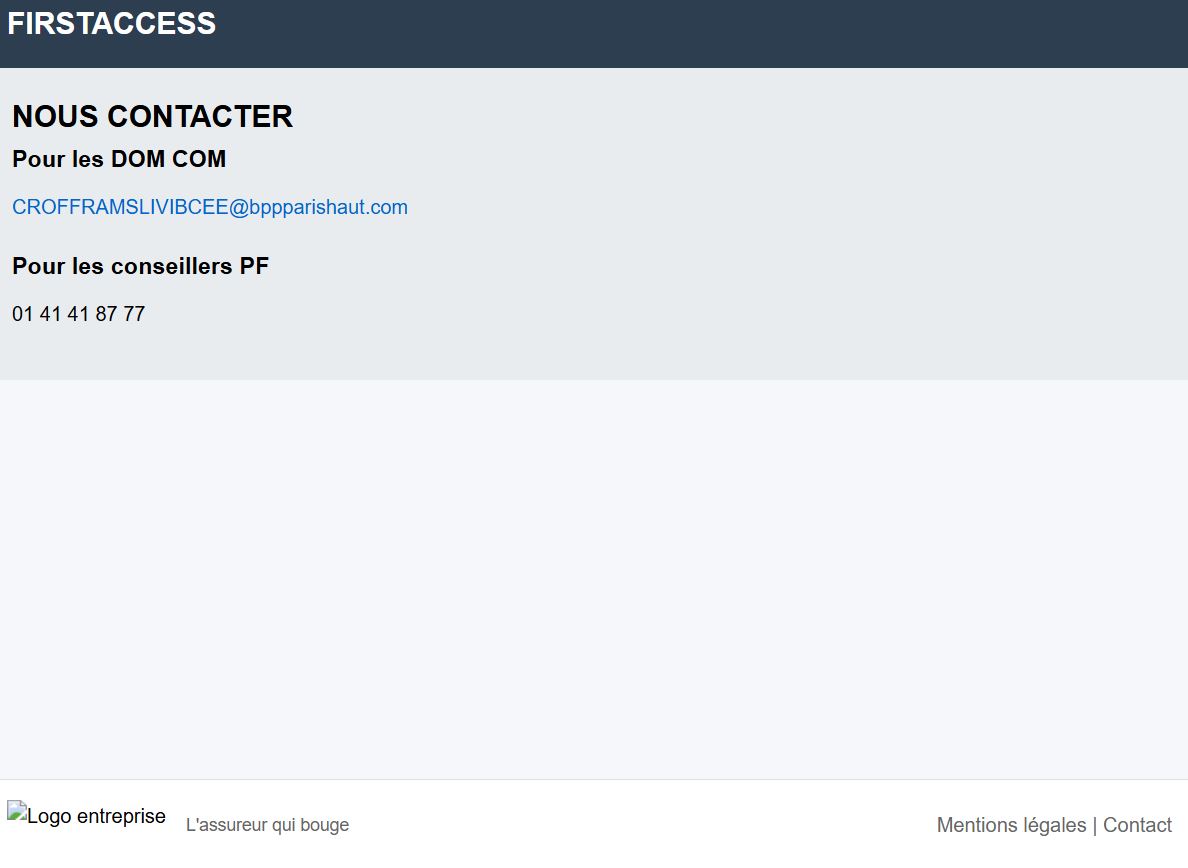 FIRSTACCESS
NOUS CONTACTER
Pour les DOM COM
CROFFRAMSLIVIBCEE@bppparishaut.com
Pour les conseillers PF
01 41 41 87 77
Logo entreprise
L'assureur qui bouge
Mentions légales | Contact